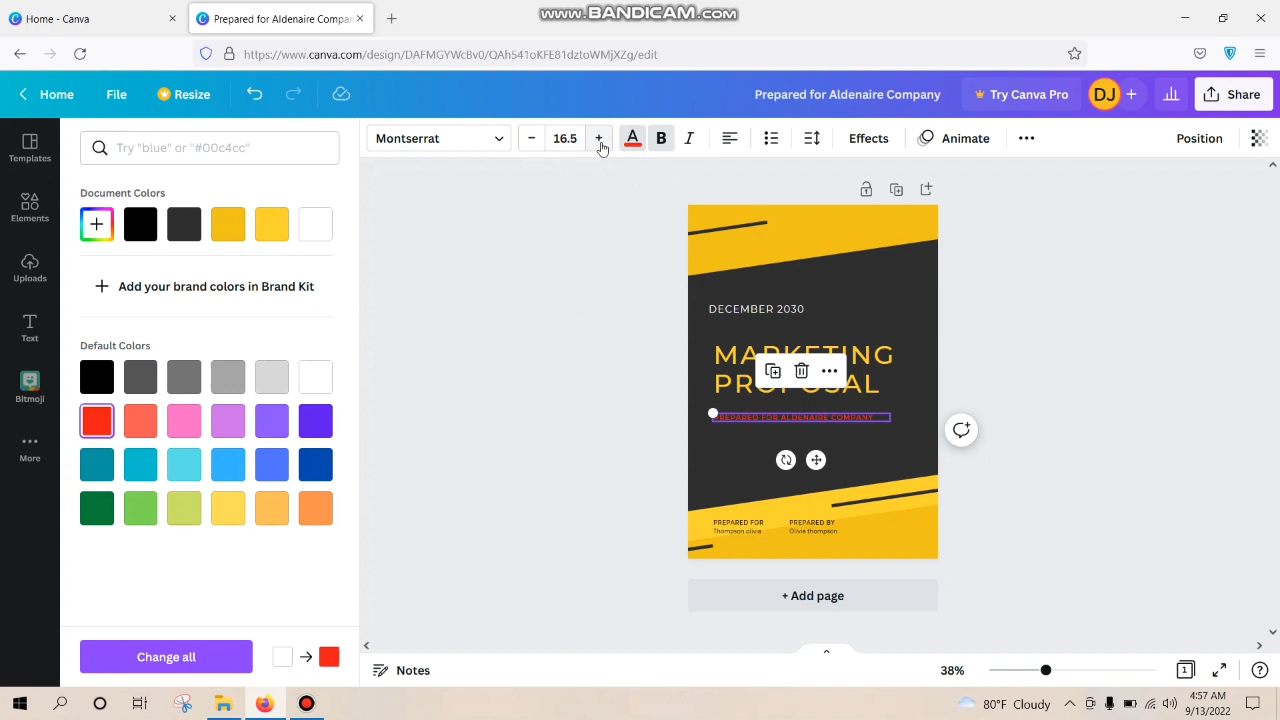 www.BANDICAM.com
Home - Canva
Prepared for Aldenaire Compan
https://www.canva.com/design/DAFMGYWcBv0/QAh541oKFE81dztoWMjXZg/edit
Home
File
Resize
Prepared for Aldenaire Company
Try Canva Pro
DJ
Share
Templates
Elements
Uploads
Text
Bitmoji
More
Try "blue" or "#00c4cc"
Montserrat
16.5
A
B
I
Effects
Animate
Position
Document Colors
Add your brand colors in Brand Kit
Default Colors
Change all
DECEMBER 2030
MARKETING
PROPOSAL
PREPARED FOR ALDENAIRE COMPANY
PREPARED FOR
Thompson olivia
PREPARED BY
Olivia thompson
+ Add page
Notes
38%
1
80°F Cloudy
4:57 AM
9/13/2022